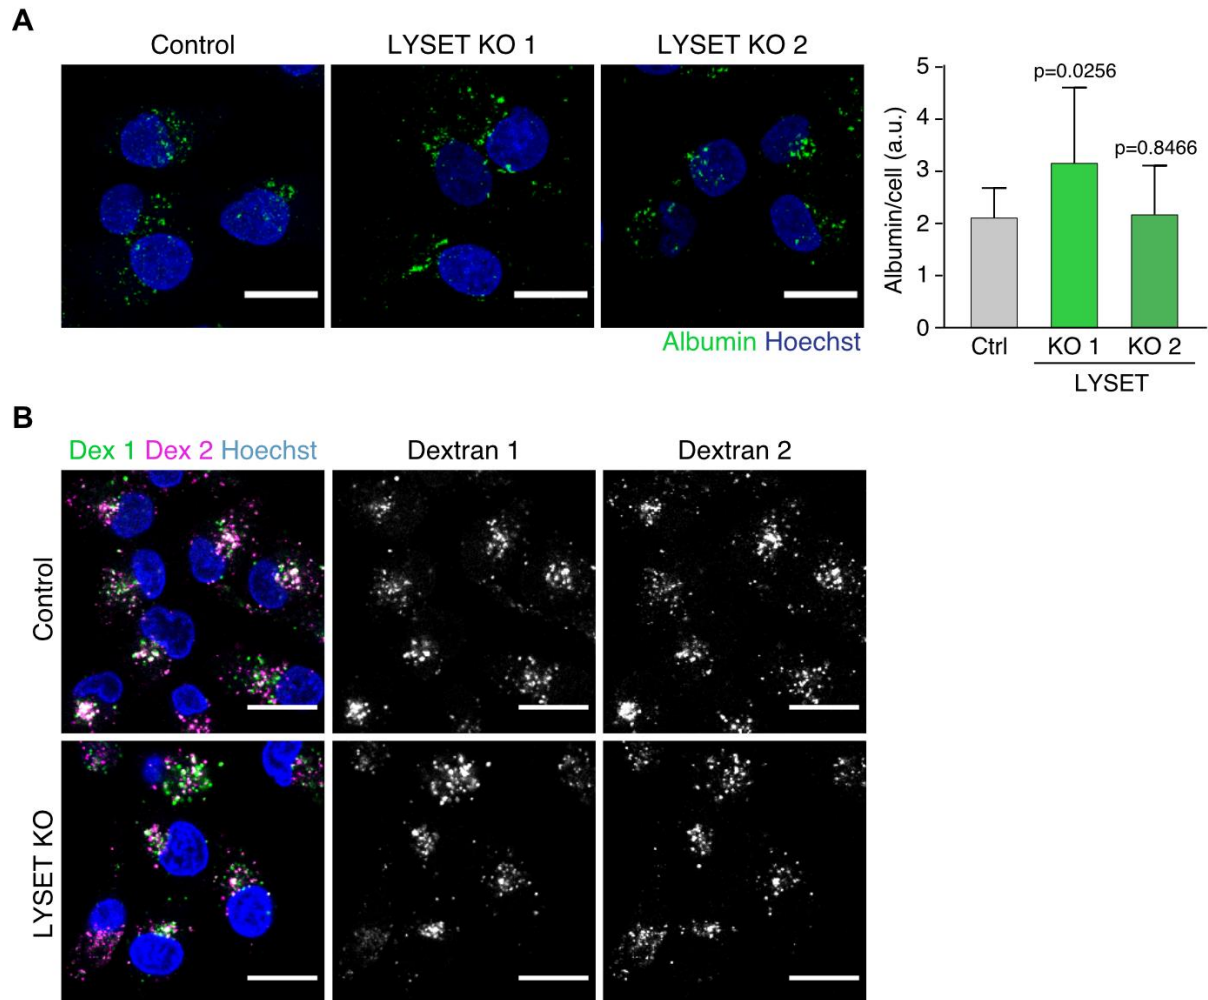 A
Control
LYSET KO 1
LYSET KO 2
Albumin Hoechst
Albumin/cell (a.u.)
5
4
3
2
1
0
p=0.0256
p=0.8466
Ctrl
KO 1
KO 2
LYSET
B
Dex 1 Dex 2 Hoechst
Dextran 1
Dextran 2
Control
LYSET KO